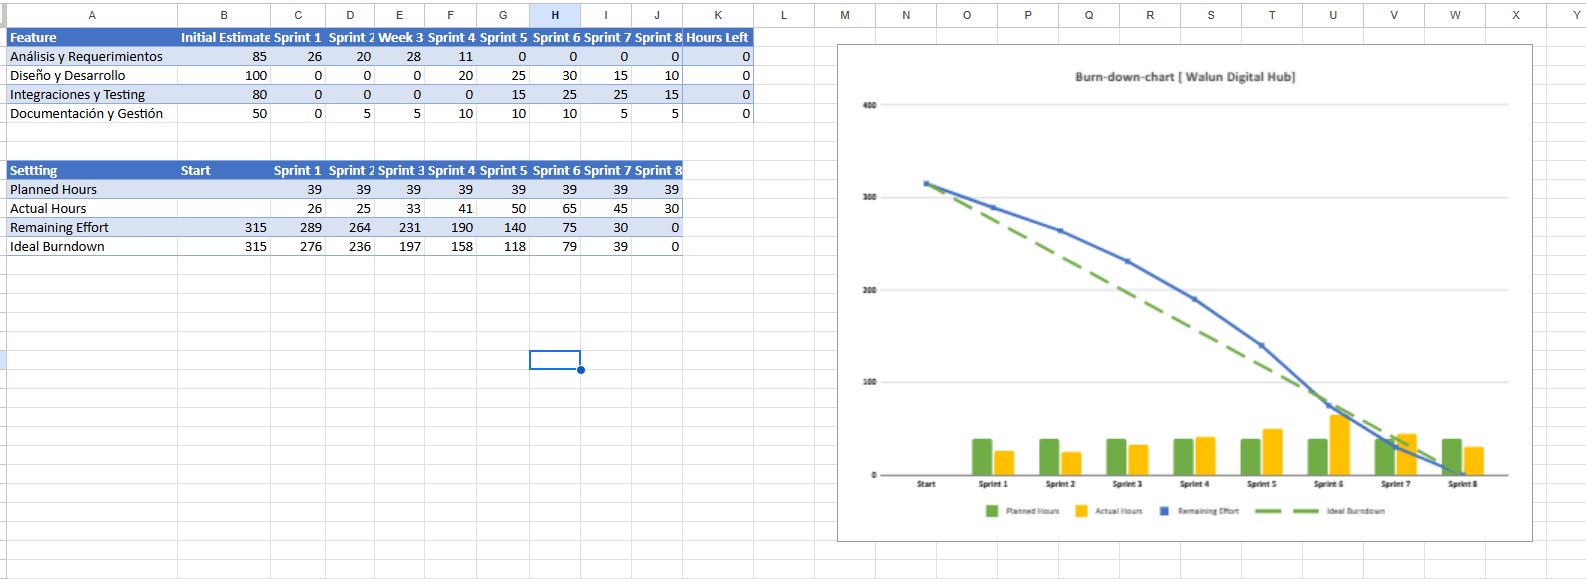 A B C D E F G H I J K L M N O P Q R S T U V W X Y
Feature Initial Estimate Sprint 1 Sprint 2 Week 3 Sprint 4 Sprint 5 Sprint 6 Sprint 7 Sprint 8 Hours Left
Análisis y Requerimientos 85 26 20 28 11 0 0 0 0 0
Diseño y Desarrollo 100 0 0 0 20 25 30 15 10 0
Integraciones y Testing 80 0 0 0 0 15 25 25 15 0
Documentación y Gestión 50 0 5 5 10 10 10 5 5 0
Settting Start Sprint 1 Sprint 2 Sprint 3 Sprint 4 Sprint 5 Sprint 6 Sprint 7 Sprint 8
Planned Hours 39 39 39 39 39 39 39 39
Actual Hours 26 25 33 41 50 65 45 30
Remaining Effort 315 289 264 231 190 140 75 30 0
Ideal Burndown 315 276 236 197 158 118 79 39 0
Burn-down-chart [ Walun Digital Hub]
400
300
200
100
0
Start Sprint 1 Sprint 2 Sprint 3 Sprint 4 Sprint 5 Sprint 6 Sprint 7 Sprint 8
Planned Hours Actual Hours Remaining Effort Ideal Burndown